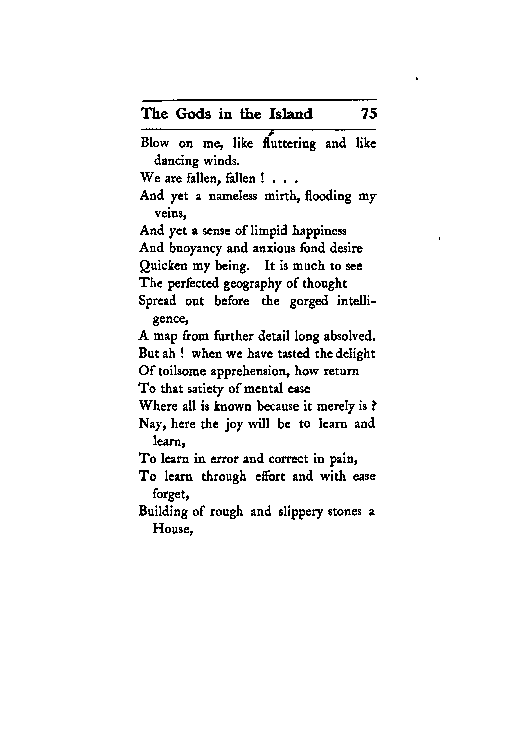 The Gods in the Island 75
Blow on me, like fluttering and like
dancing winds.
We are fallen, fallen ! . . .
And yet a nameless mirth, flooding my
veins,
And yet a sense of limpid happiness
And buoyancy and anxious fond desire
Quicken my being. It is much to see
The perfected geography of thought
Spread out before the gorged intelli-
gence,
A map from further detail long absolved.
But ah ! when we have tasted the delight
Of toilsome apprehension, how return
To that satiety of mental ease
Where all is known because it merely is ?
Nay, here the joy will be to learn and
learn,
To learn in error and correct in pain,
To learn through effort and with ease
forget,
Building of rough and slippery stones a
House,